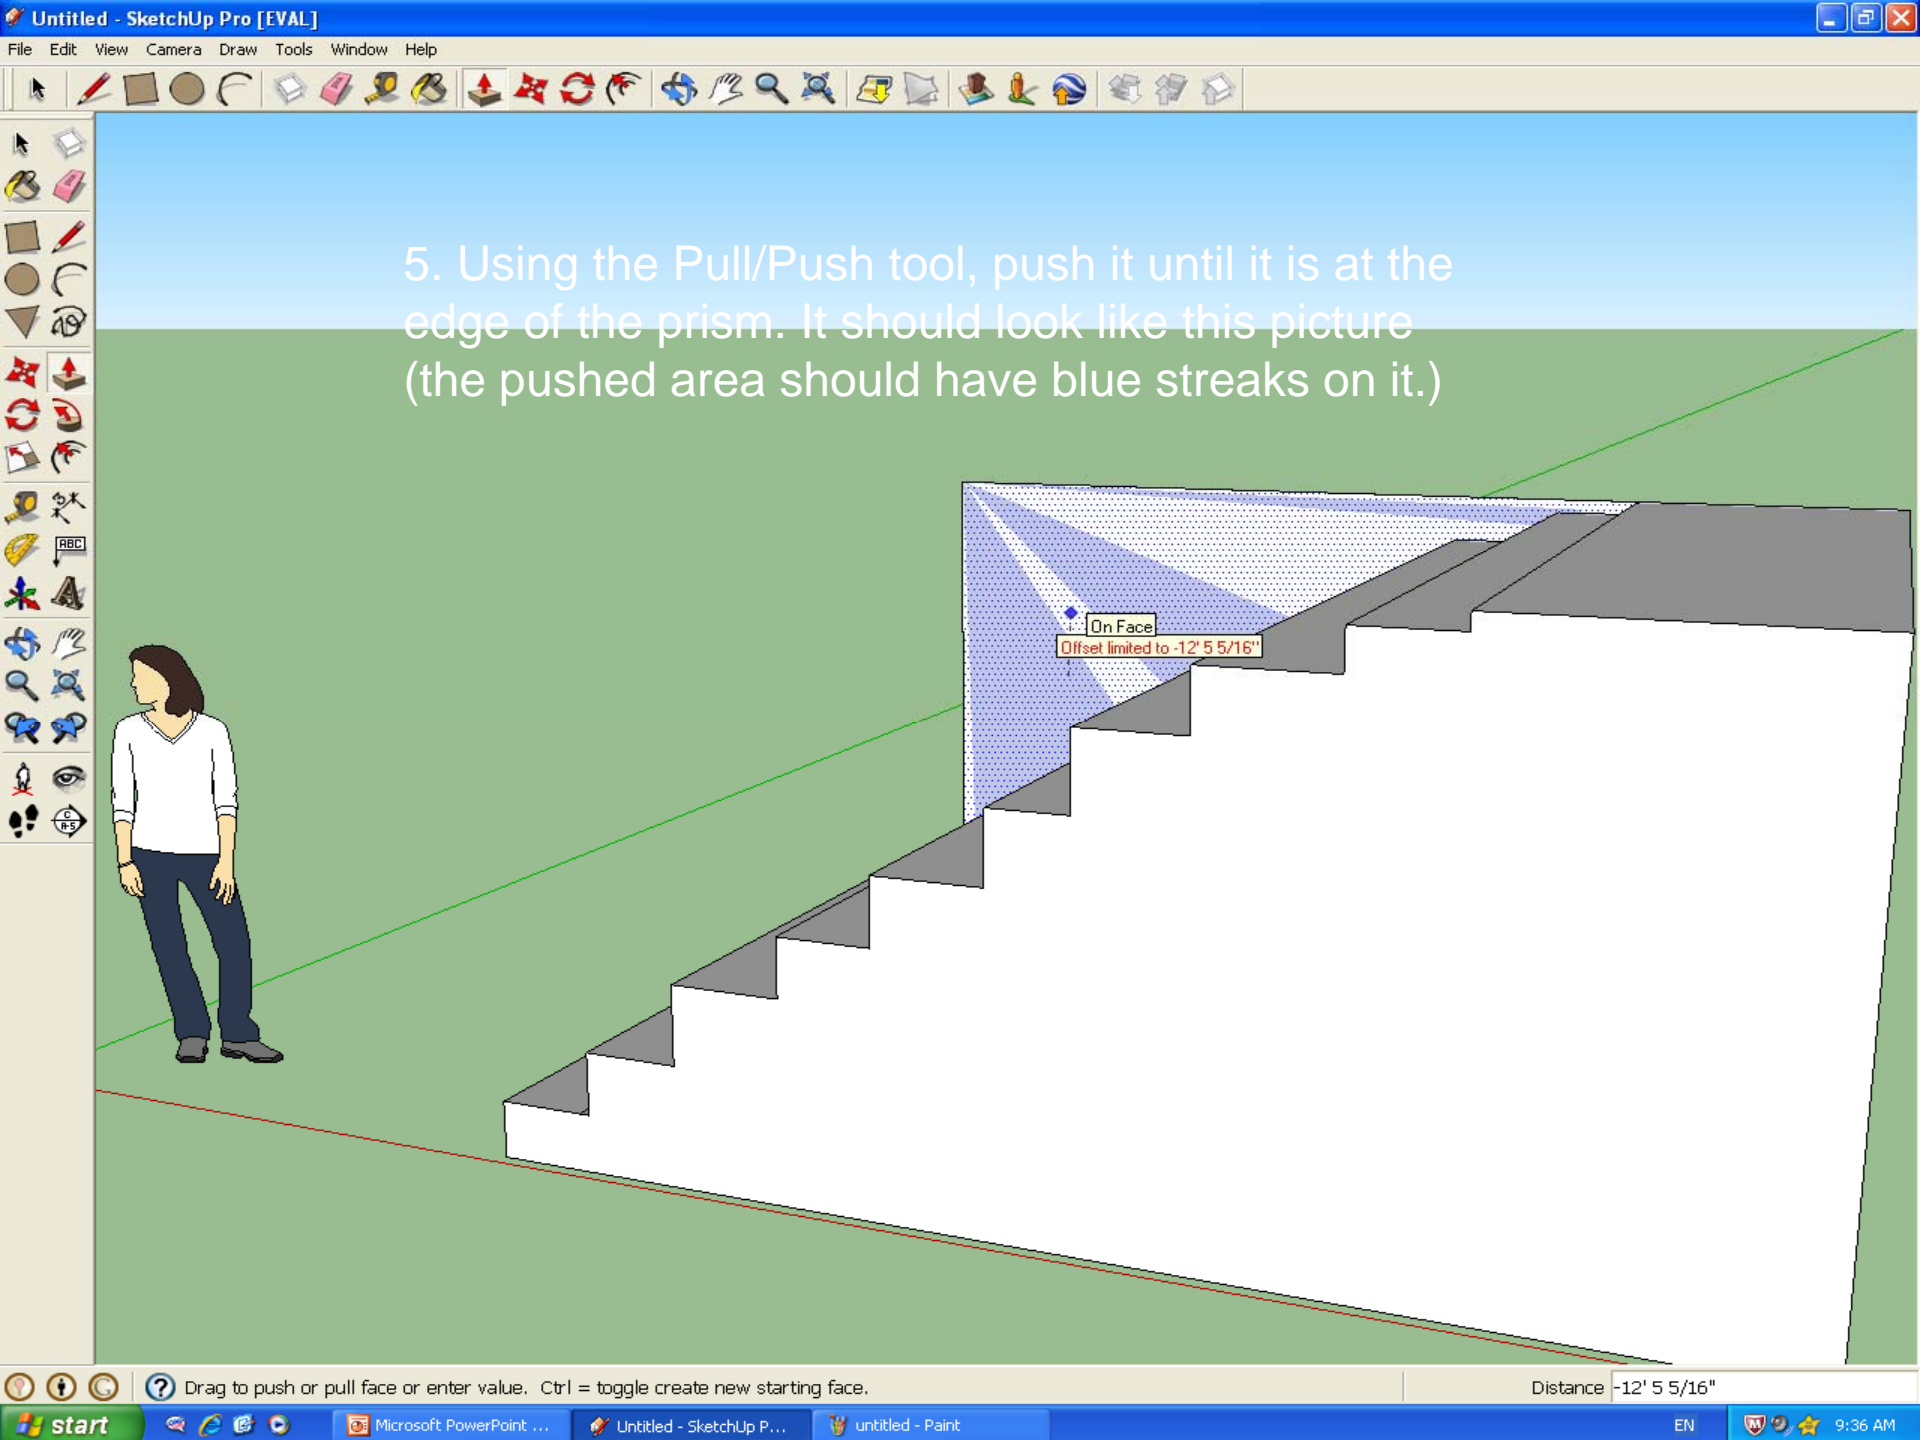 Untitled - SketchUp Pro [EVAL]
File Edit View Camera Draw Tools Window Help
5. Using the Pull/Push tool, push it until it is at the
edge of the prism. It should look like this picture
(the pushed area should have blue streaks on it.)
ABC
On Face
Offset limited to -12' 5 5/16"
C
A-5
Drag to push or pull face or enter value. Ctrl = toggle create new starting face.
Distance -12' 5 5/16"
start
Microsoft PowerPoint ...
Untitled - SketchUp P...
untitled - Paint
EN
9:36 AM